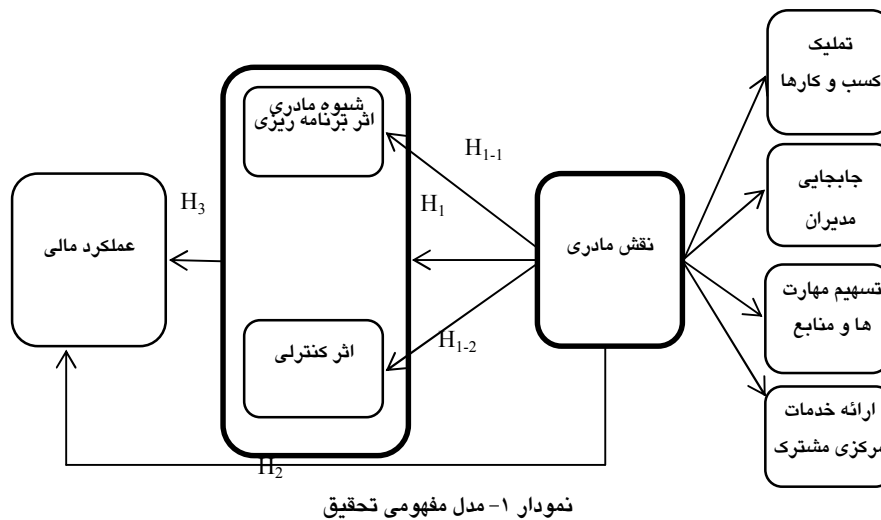 تملیک
کسب و کارها
جابجایی
مدیران
تسهیم مهارت
ها و منابع
ارائه خدمات
مرکزی مشترک
نقش مادری
H1-1
H1
H1-2
شیوه مادری
اثر برنامه ریزی
اثر کنترلی
H3
عملکرد مالی
H2
نمودار ۱- مدل مفهومی تحقیق